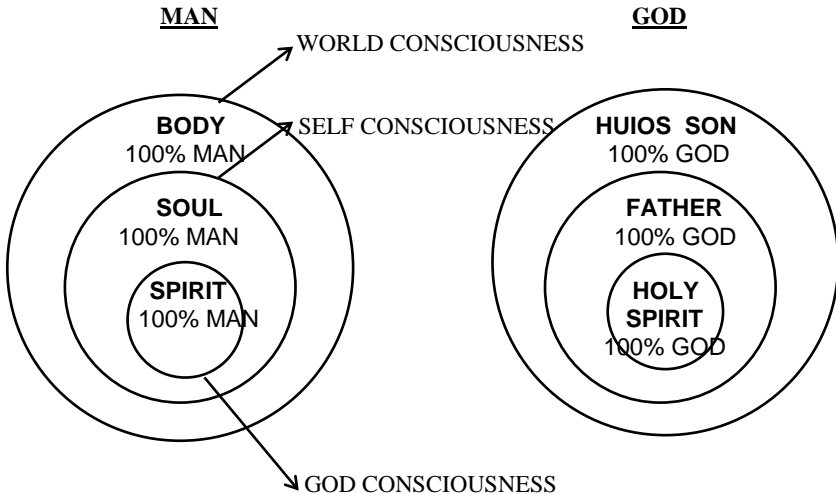 MAN
GOD
WORLD CONSCIOUSNESS
SELF CONSCIOUSNESS
BODY
100% MAN
SOUL
100% MAN
SPIRIT
100% MAN
HUIOS SON
100% GOD
FATHER
100% GOD
HOLY
SPIRIT
100% GOD
GOD CONSCIOUSNESS